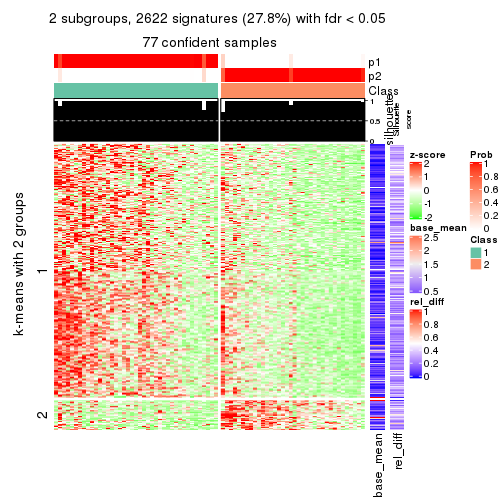 2 subgroups, 2622 signatures (27.8%) with fdr < 0.05
77 confident samples
p1
p2
Class
1
0.5
0
silhouette
Silhouette
score
k-means with 2 groups
1
2
base_mean
rel_diff
z-score
2
1
0
-1
-2
base_mean
2.5
2
1.5
1
0.5
rel_diff
1
0.8
0.6
0.4
0.2
0
Prob
1
0.8
0.6
0.4
0.2
0
Class
1
2